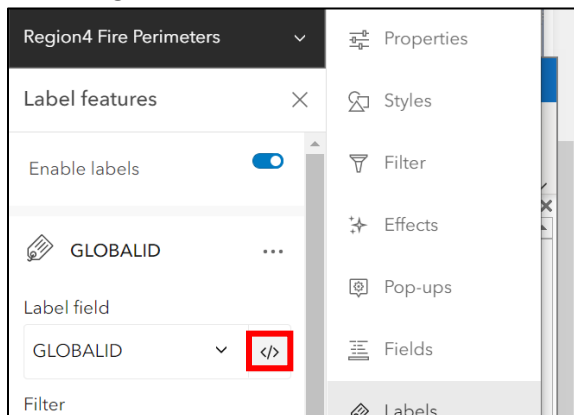 Region4 Fire Perimeters
Label features
Enable labels
GLOBALID
Label field
GLOBALID
</>
Filter
Properties
Styles
Filter
Effects
Pop-ups
Fields
Labels